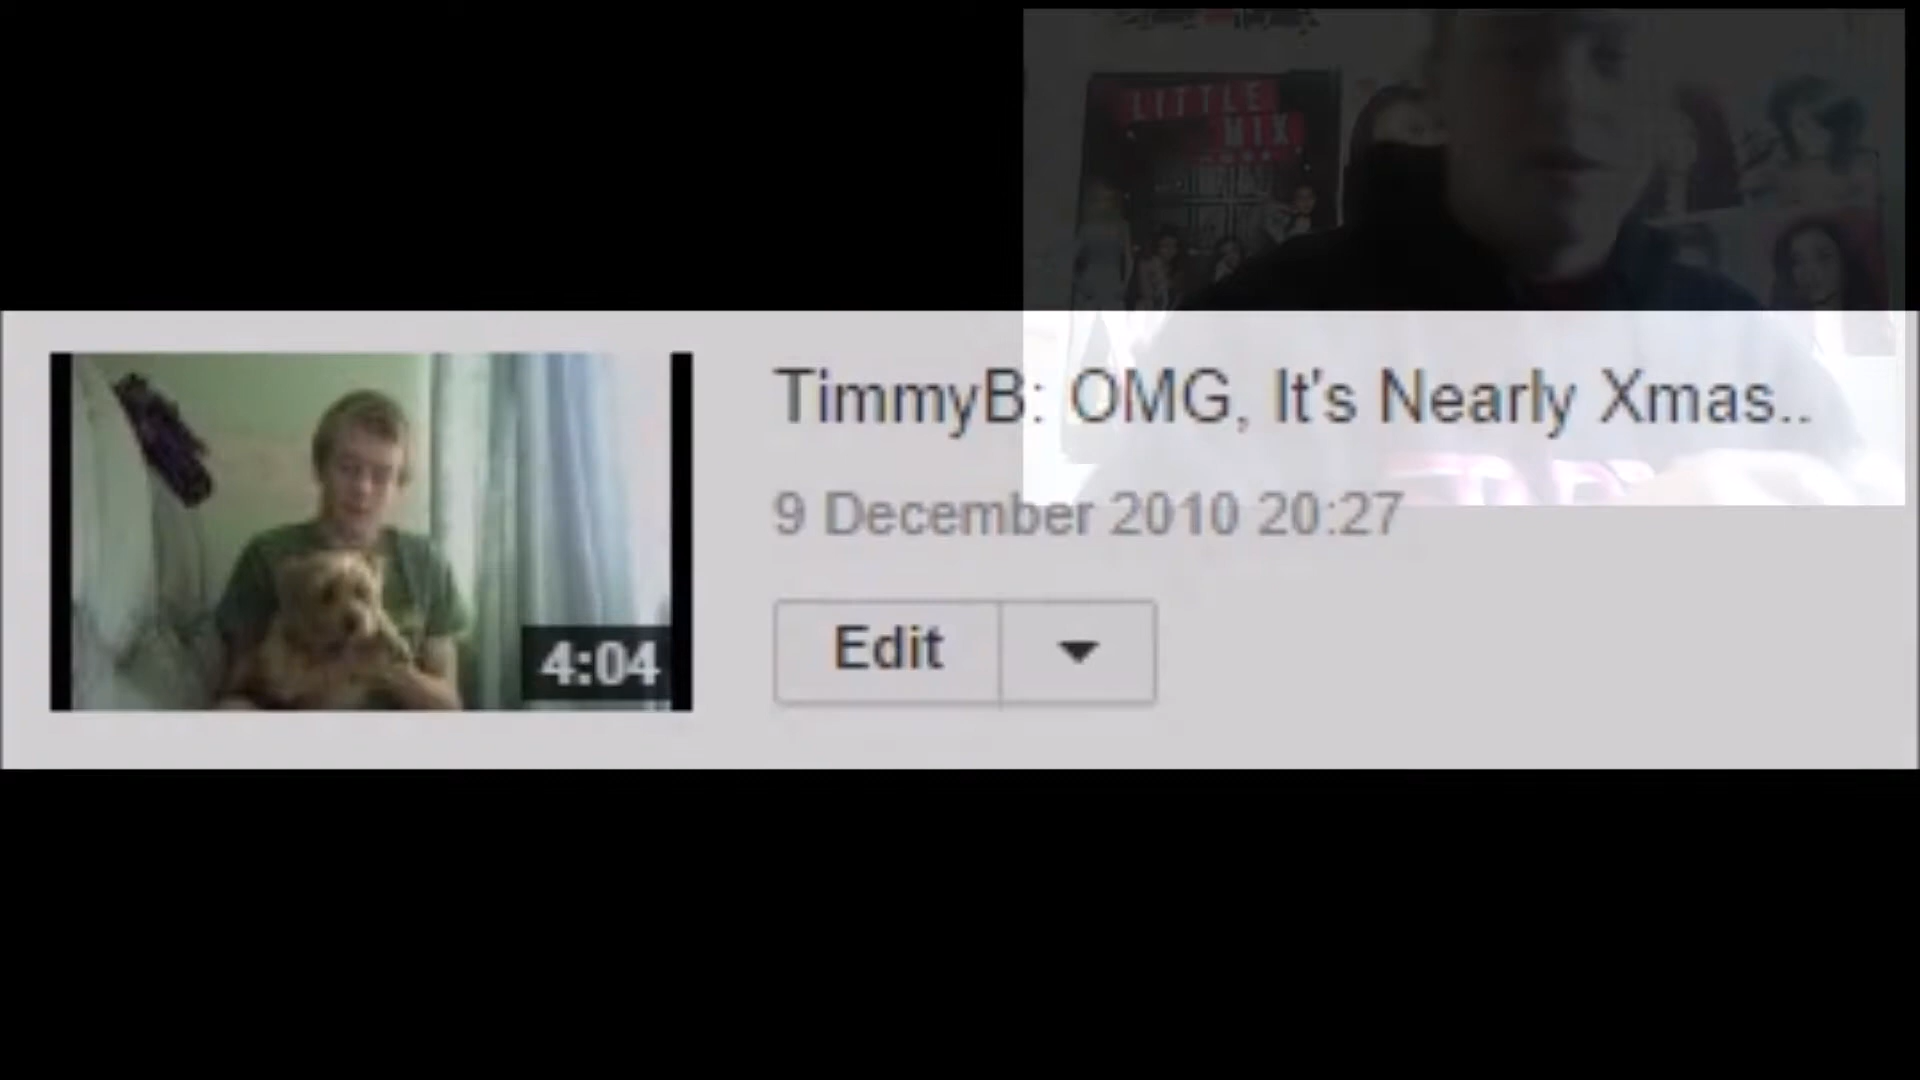 LITTLE
MIX
TimmyB: OMG, It's Nearly Xmas..
9 December 2010 20:27
4:04
Edit